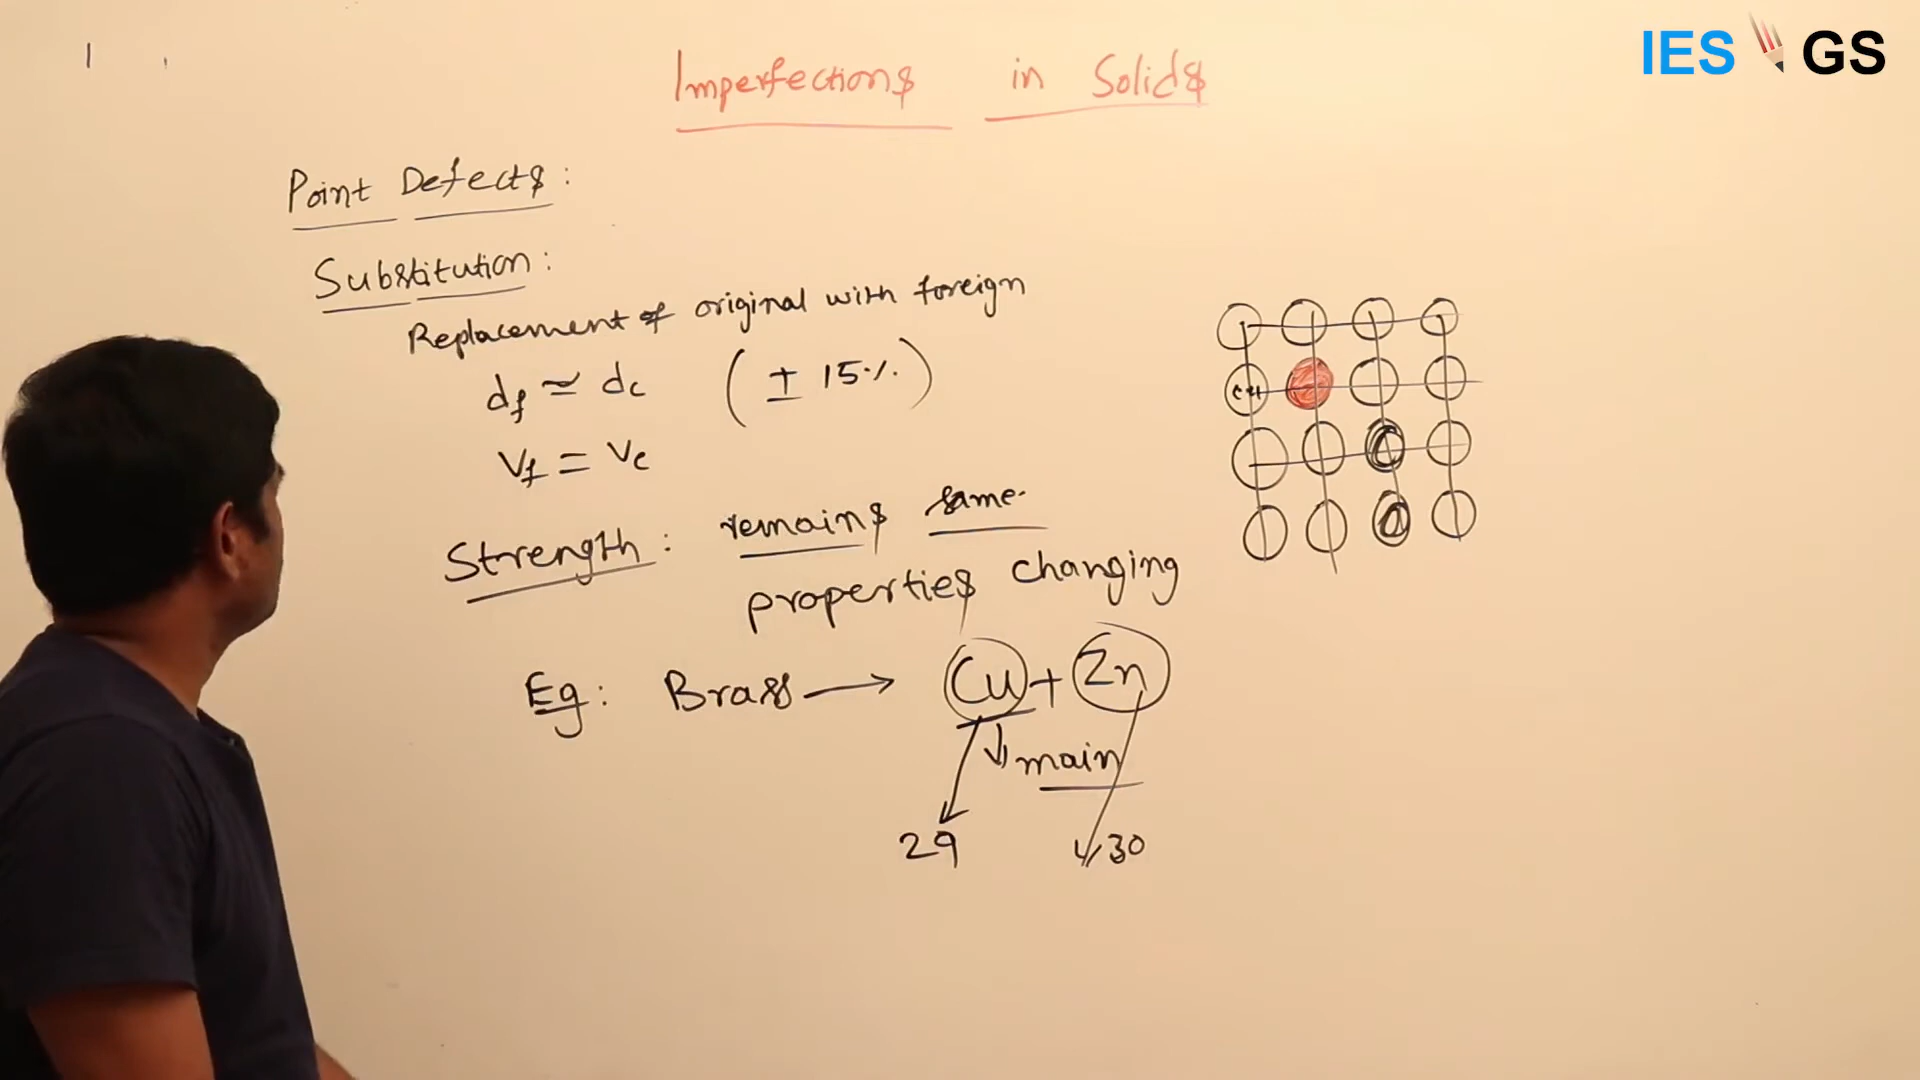 IES GS
Imperfections in Solids
Point Defects:
Substitution:
Replacement of original with foreign
df ≃ dc (± 15%)
Vf = Vc
Strength: remains same.
properties changing
Eg: Brass → Cu + Zn
main
29 30
Cu